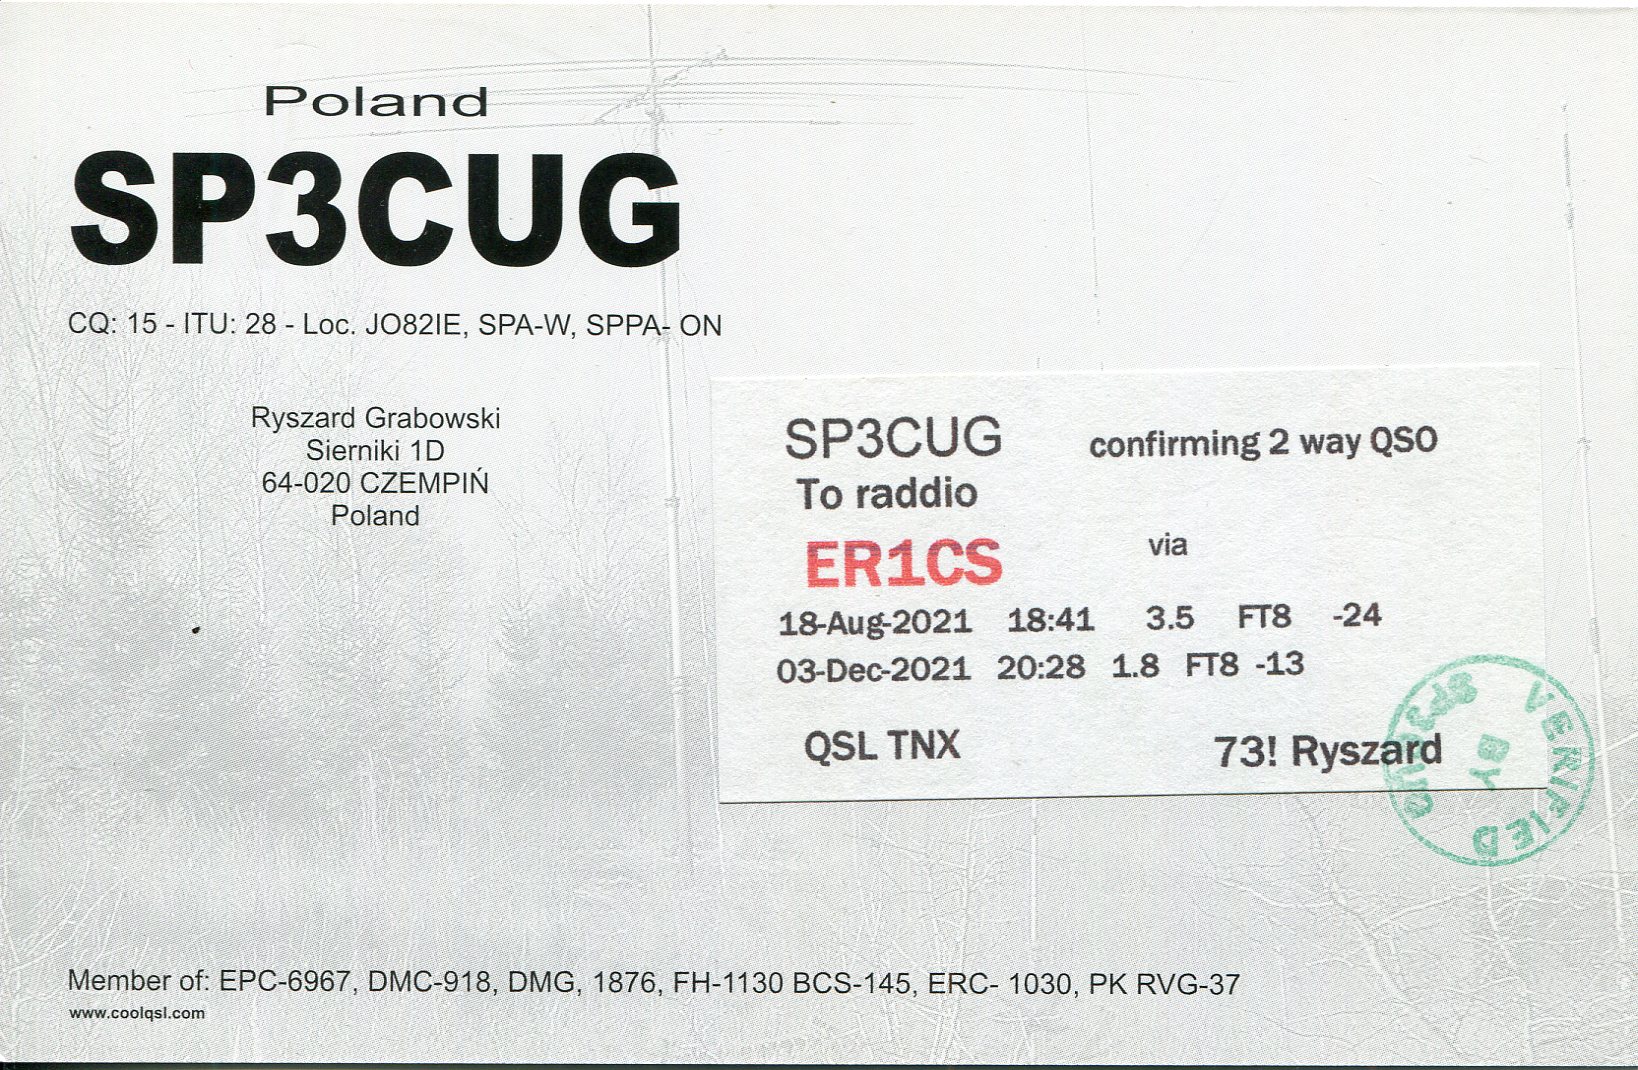 Poland
SP3CUG
CQ: 15 - ITU: 28 - Loc. JO82IE, SPA-W, SPPA- ON
Ryszard Grabowski
Sierniki 1D
64-020 CZEMPIŃ
Poland
SP3CUG confirming 2 way QSO
To raddio
ER1CS via
18-Aug-2021 18:41 3.5 FT8 -24
03-Dec-2021 20:28 1.8 FT8 -13
QSL TNX 73! Ryszard
VERIFIED BY SP3CUG
Member of: EPC-6967, DMC-918, DMG, 1876, FH-1130 BCS-145, ERC- 1030, PK RVG-37
www.coolqsl.com